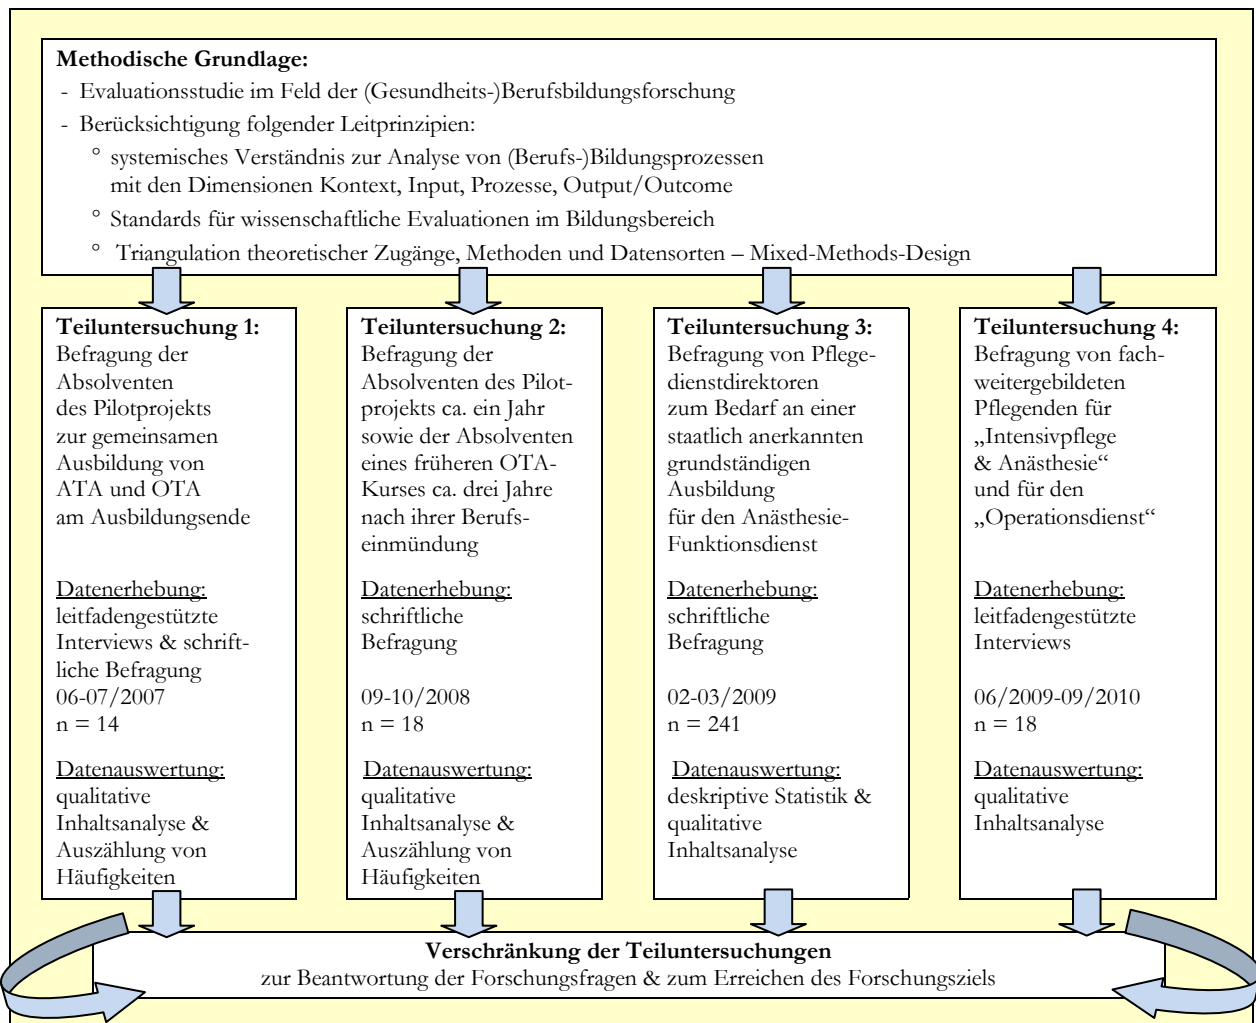 Methodische Grundlage:
- Evaluationsstudie im Feld der (Gesundheits-)Berufsbildungsforschung
- Berücksichtigung folgender Leitprinzipien:
° systemisches Verständnis zur Analyse von (Berufs-)Bildungsprozessen
mit den Dimensionen Kontext, Input, Prozesse, Output/Outcome
° Standards für wissenschaftliche Evaluationen im Bildungsbereich
° Triangulation theoretischer Zugänge, Methoden und Datensorten – Mixed-Methods-Design
Teiluntersuchung 1:
Befragung der
Absolventen
des Pilotprojekts
zur gemeinsamen
Ausbildung von
ATA und OTA
am Ausbildungsende
Datenerhebung:
leitfadengestützte
Interviews & schrift-
liche Befragung
06-07/2007
n = 14
Datenauswertung:
qualitative
Inhaltsanalyse &
Auszählung von
Häufigkeiten
Teiluntersuchung 2:
Befragung der
Absolventen des Pilot-
projekts ca. ein Jahr
sowie der Absolventen
eines früheren OTA-
Kurses ca. drei Jahre
nach ihrer Berufs-
einmündung
Datenerhebung:
schriftliche
Befragung
09-10/2008
n = 18
Datenauswertung:
qualitative
Inhaltsanalyse &
Auszählung von
Häufigkeiten
Teiluntersuchung 3:
Befragung von Pflege-
dienstdirektoren
zum Bedarf an einer
staatlich anerkannten
grundständigen
Ausbildung
für den Anästhesie-
Funktionsdienst
Datenerhebung:
schriftliche
Befragung
02-03/2009
n = 241
Datenauswertung:
deskriptive Statistik &
qualitative
Inhaltsanalyse
Teiluntersuchung 4:
Befragung von fach-
weitergebildeten
Pflegenden für
„Intensivpflege
& Anästhesie“
und für den
„Operationsdienst“
Datenerhebung:
leitfadengestützte
Interviews
06/2009-09/2010
n = 18
Datenauswertung:
qualitative
Inhaltsanalyse
Verschränkung der Teiluntersuchungen
zur Beantwortung der Forschungsfragen & zum Erreichen des Forschungsziels